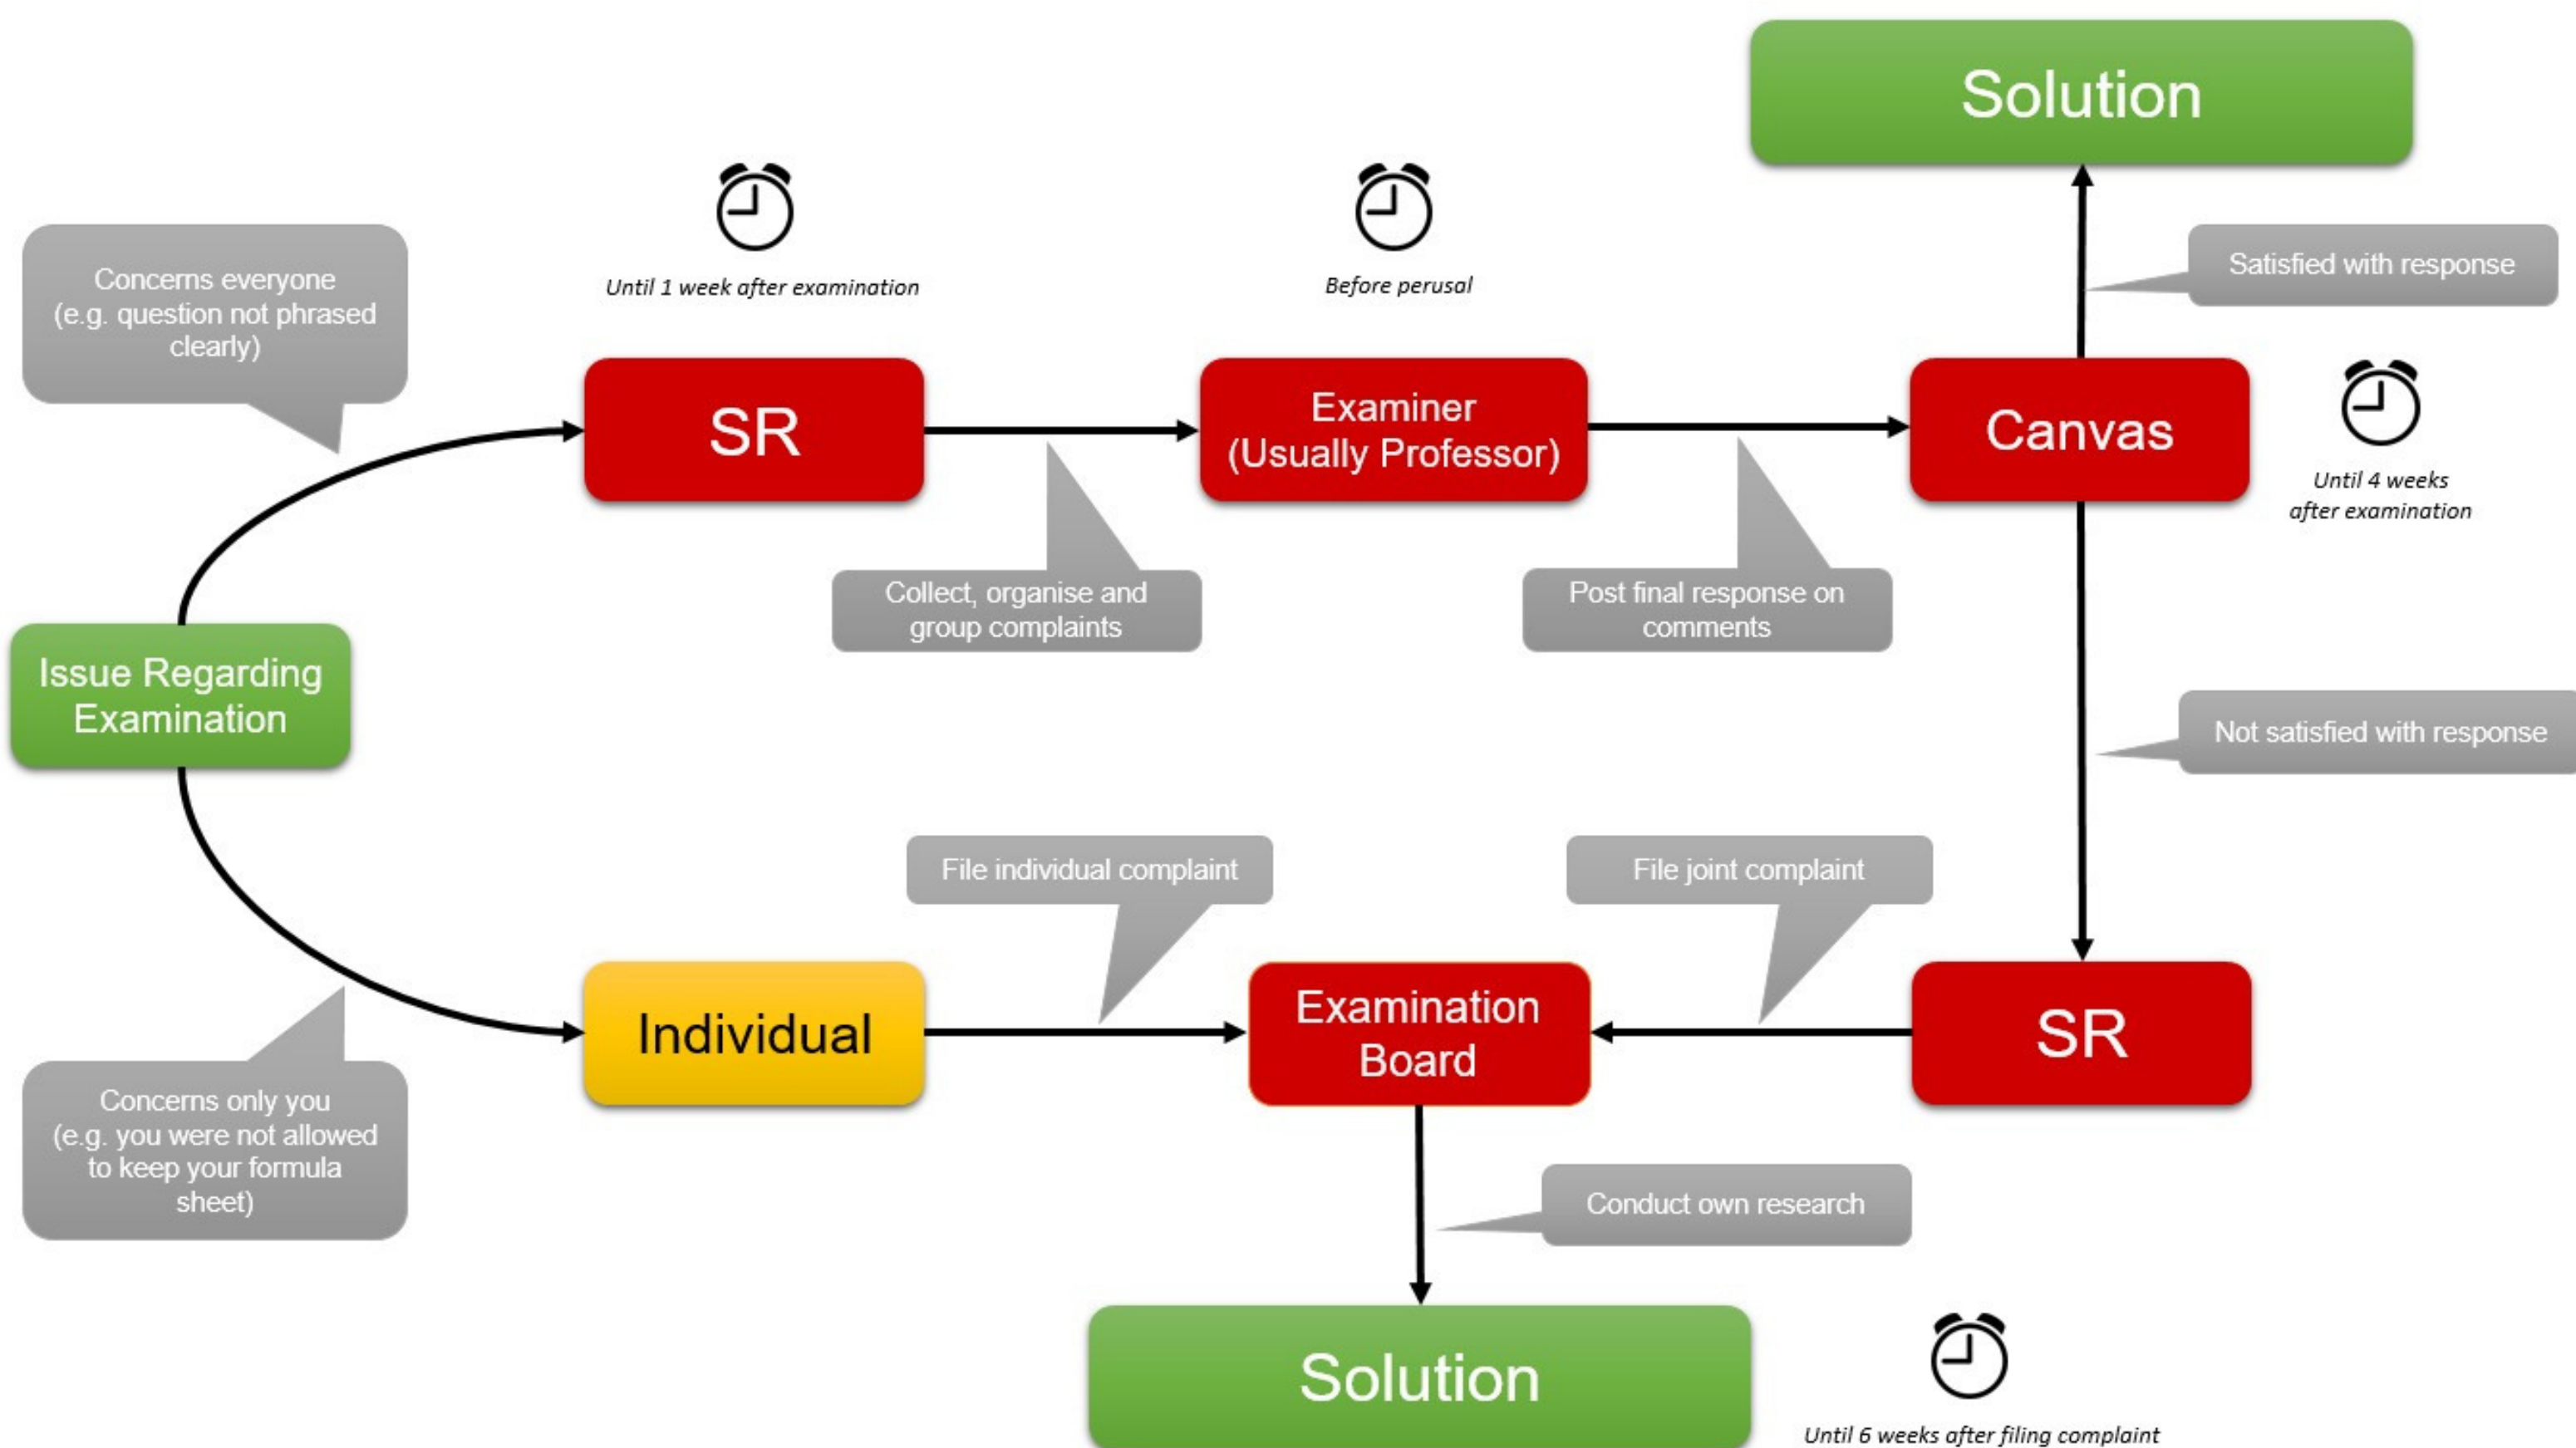 Solution
Until 1 week after examination
Before perusal
Satisfied with response
Concerns everyone
(e.g. question not phrased
clearly)
SR
Examiner
(Usually Professor)
Canvas
Until 4 weeks
after examination
Collect, organise and
group complaints
Post final response on
comments
Issue Regarding
Examination
Not satisfied with response
File individual complaint
File joint complaint
Individual
Examination
Board
SR
Concerns only you
(e.g. you were not allowed
to keep your formula
sheet)
Conduct own research
Solution
Until 6 weeks after filing complaint